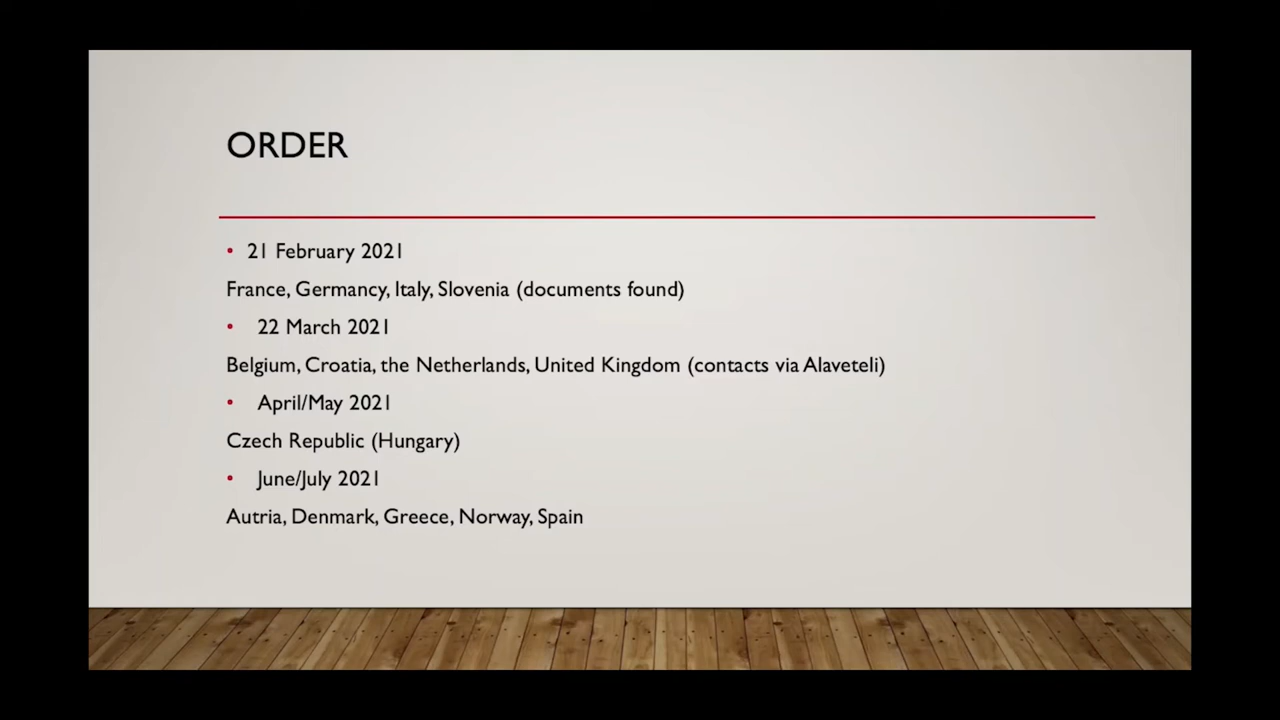 ORDER
• 21 February 2021
France, Germancy, Italy, Slovenia (documents found)
• 22 March 2021
Belgium, Croatia, the Netherlands, United Kingdom (contacts via Alaveteli)
• April/May 2021
Czech Republic (Hungary)
• June/July 2021
Autria, Denmark, Greece, Norway, Spain